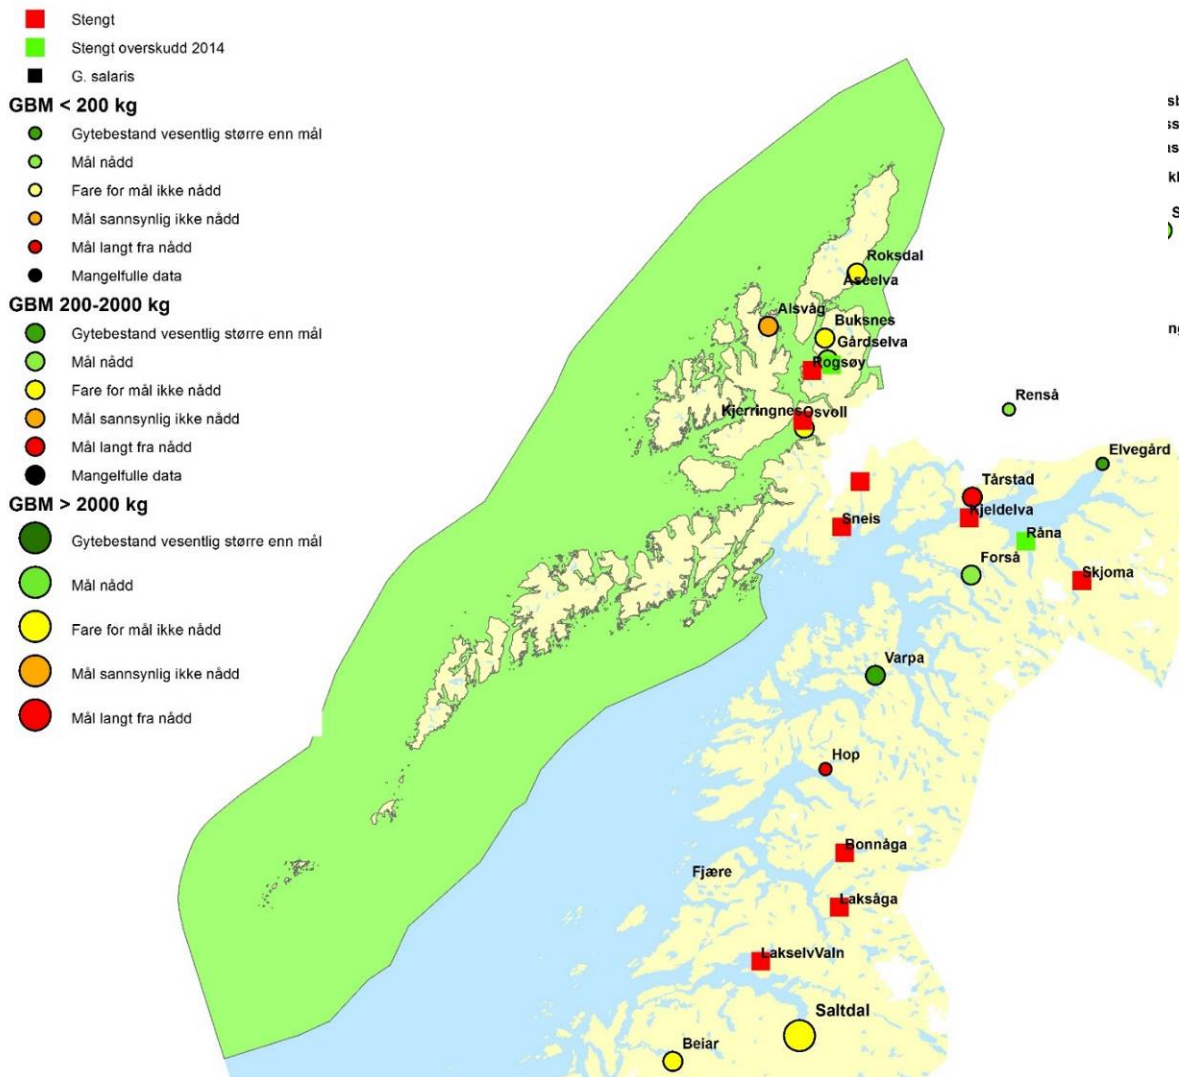 Stengt
Stengt overskudd 2014
G. salaris
GBM < 200 kg
Gytebestand vesentlig større enn mål
Mål nådd
Fare for mål ikke nådd
Mål sannsynlig ikke nådd
Mål langt fra nådd
Mangelfulle data
GBM 200-2000 kg
Gytebestand vesentlig større enn mål
Mål nådd
Fare for mål ikke nådd
Mål sannsynlig ikke nådd
Mål langt fra nådd
Mangelfulle data
GBM > 2000 kg
Gytebestand vesentlig større enn mål
Mål nådd
Fare for mål ikke nådd
Mål sannsynlig ikke nådd
Mål langt fra nådd
Roksdal
Åseelva
Alsvåg
Buksnes
Gårdselva
Rogsøy
Kjerringnes
Osvoll
Renså
Elvegård
Tårstad
Kjeldelva
Sneis
Råna
Forså
Skjoma
Varpa
Hop
Bonnåga
Fjære
Laksåga
LakselvValn
Saltdal
Beiar